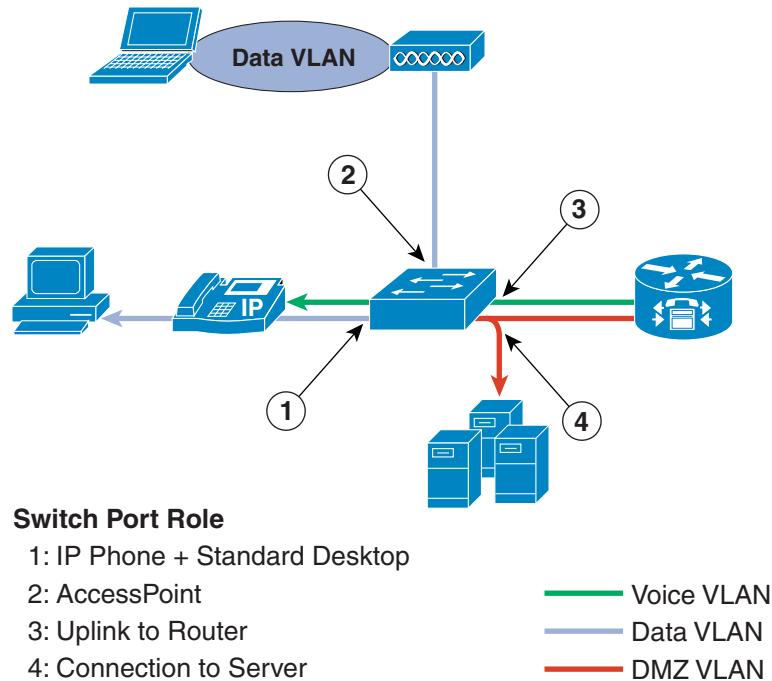 Data VLAN
2
3
IP
1
4
Switch Port Role
1: IP Phone + Standard Desktop
2: AccessPoint
3: Uplink to Router
4: Connection to Server
Voice VLAN
Data VLAN
DMZ VLAN